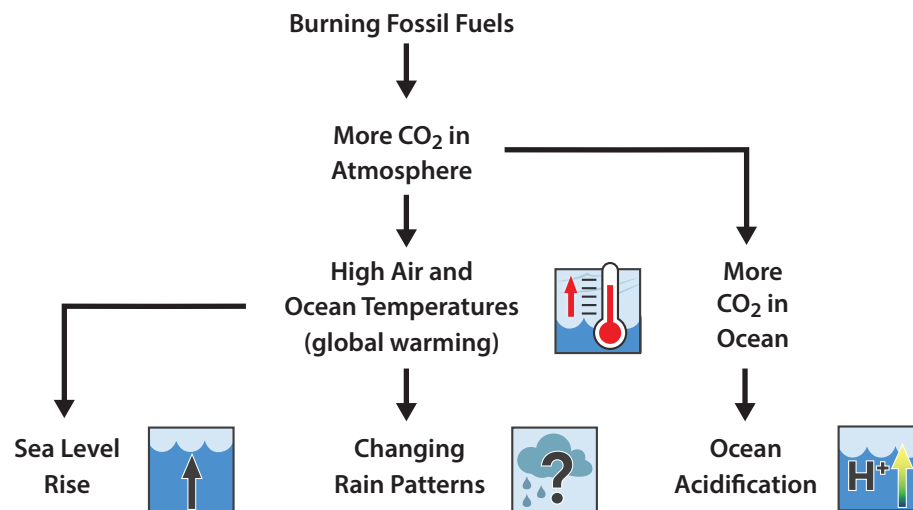 Burning Fossil Fuels
More CO₂ in
Atmosphere
High Air and
Ocean Temperatures
(global warming)
More
CO₂ in
Ocean
Sea Level
Rise
Changing
Rain Patterns
?
Ocean
Acidification
H⁺